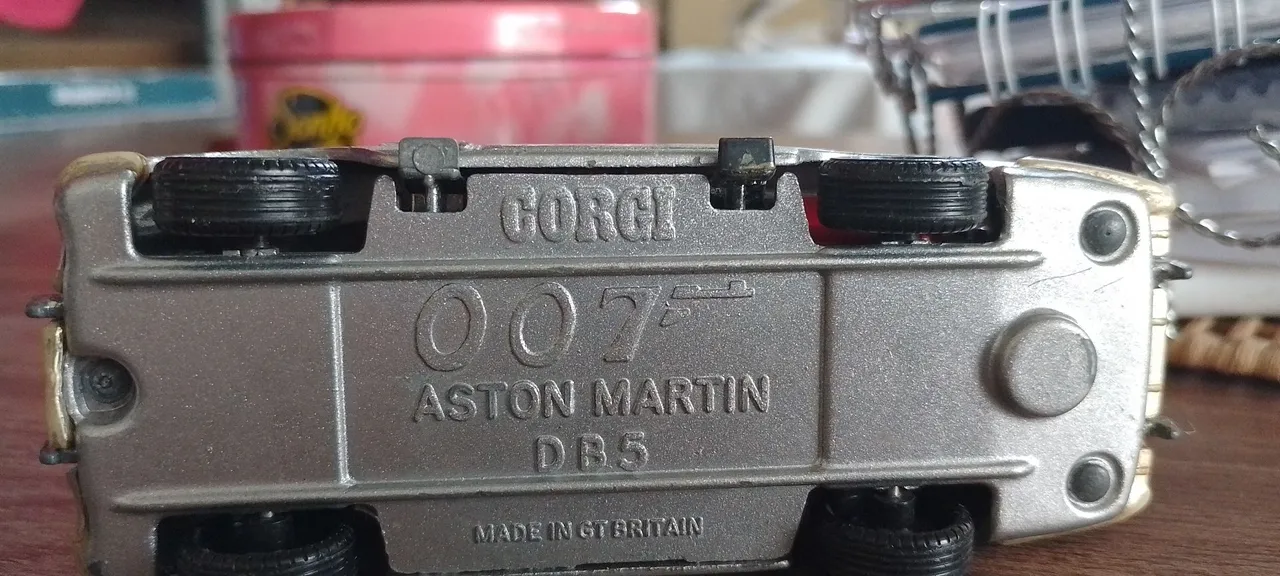 CORGI
007
ASTON MARTIN
DB5
MADE IN GT BRITAIN